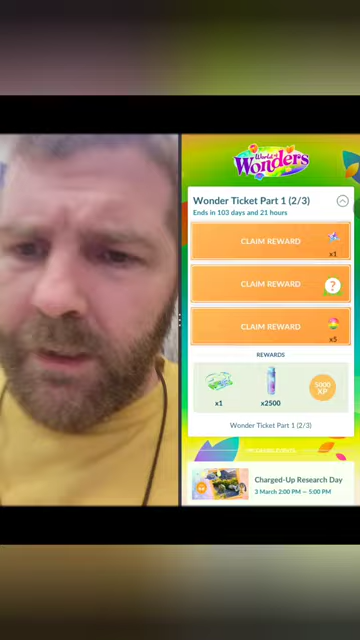 World of
Wonders
Wonder Ticket Part 1 (2/3)
Ends in 103 days and 21 hours
CLAIM REWARD
x1
CLAIM REWARD
?
CLAIM REWARD
x5
REWARDS
5000
XP
x1
x2500
Wonder Ticket Part 1 (2/3)
Charged-Up Research Day
3 March 2:00 PM – 5:00 PM